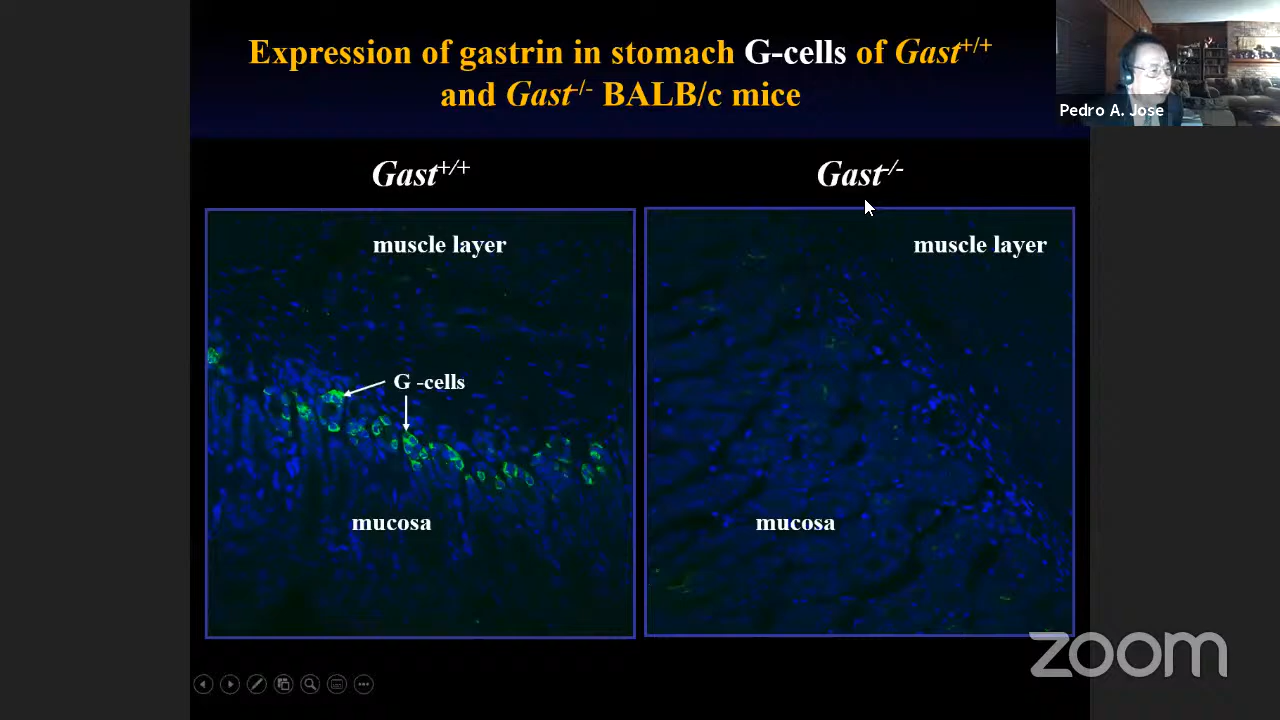 Expression of gastrin in stomach G-cells of Gast+/+
and Gast-/- BALB/c mice
Pedro A. Jose
Gast+/+
Gast-/-
muscle layer
muscle layer
G -cells
mucosa
mucosa
zoom